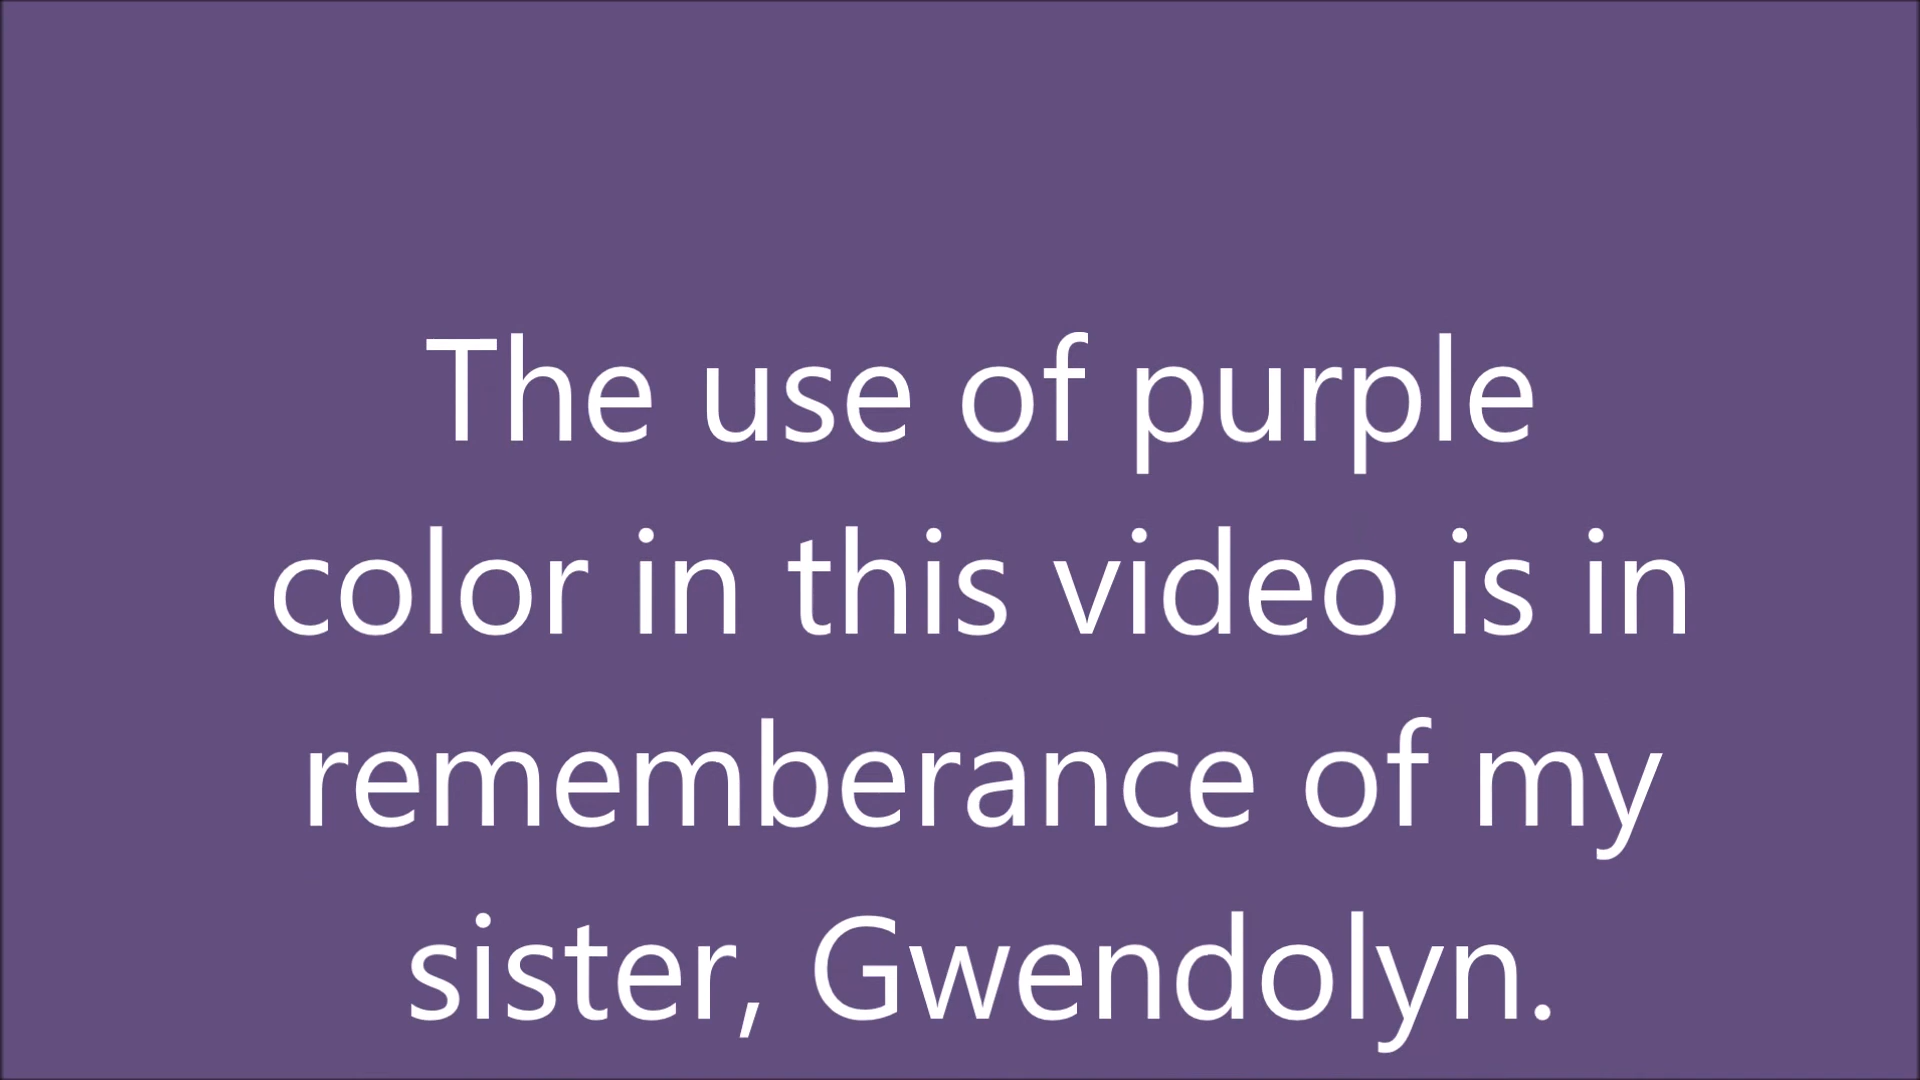 The use of purple
color in this video is in
rememberance of my
sister, Gwendolyn.